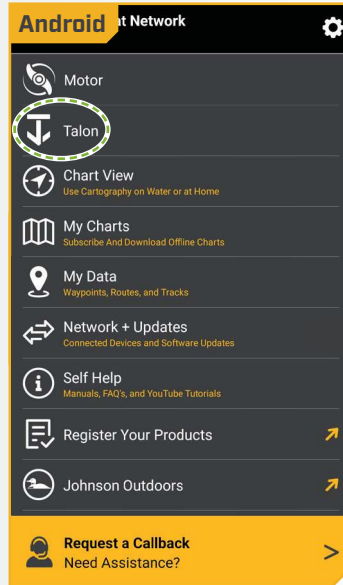 Android
t Network
Motor
Talon
Chart View
Use Cartography on Water or at Home
My Charts
Subscribe And Download Offline Charts
My Data
Waypoints, Routes, and Tracks
Network + Updates
Connected Devices and Software Updates
Self Help
Manuals, FAQ's, and YouTube Tutorials
Register Your Products
Johnson Outdoors
Request a Callback
Need Assistance?